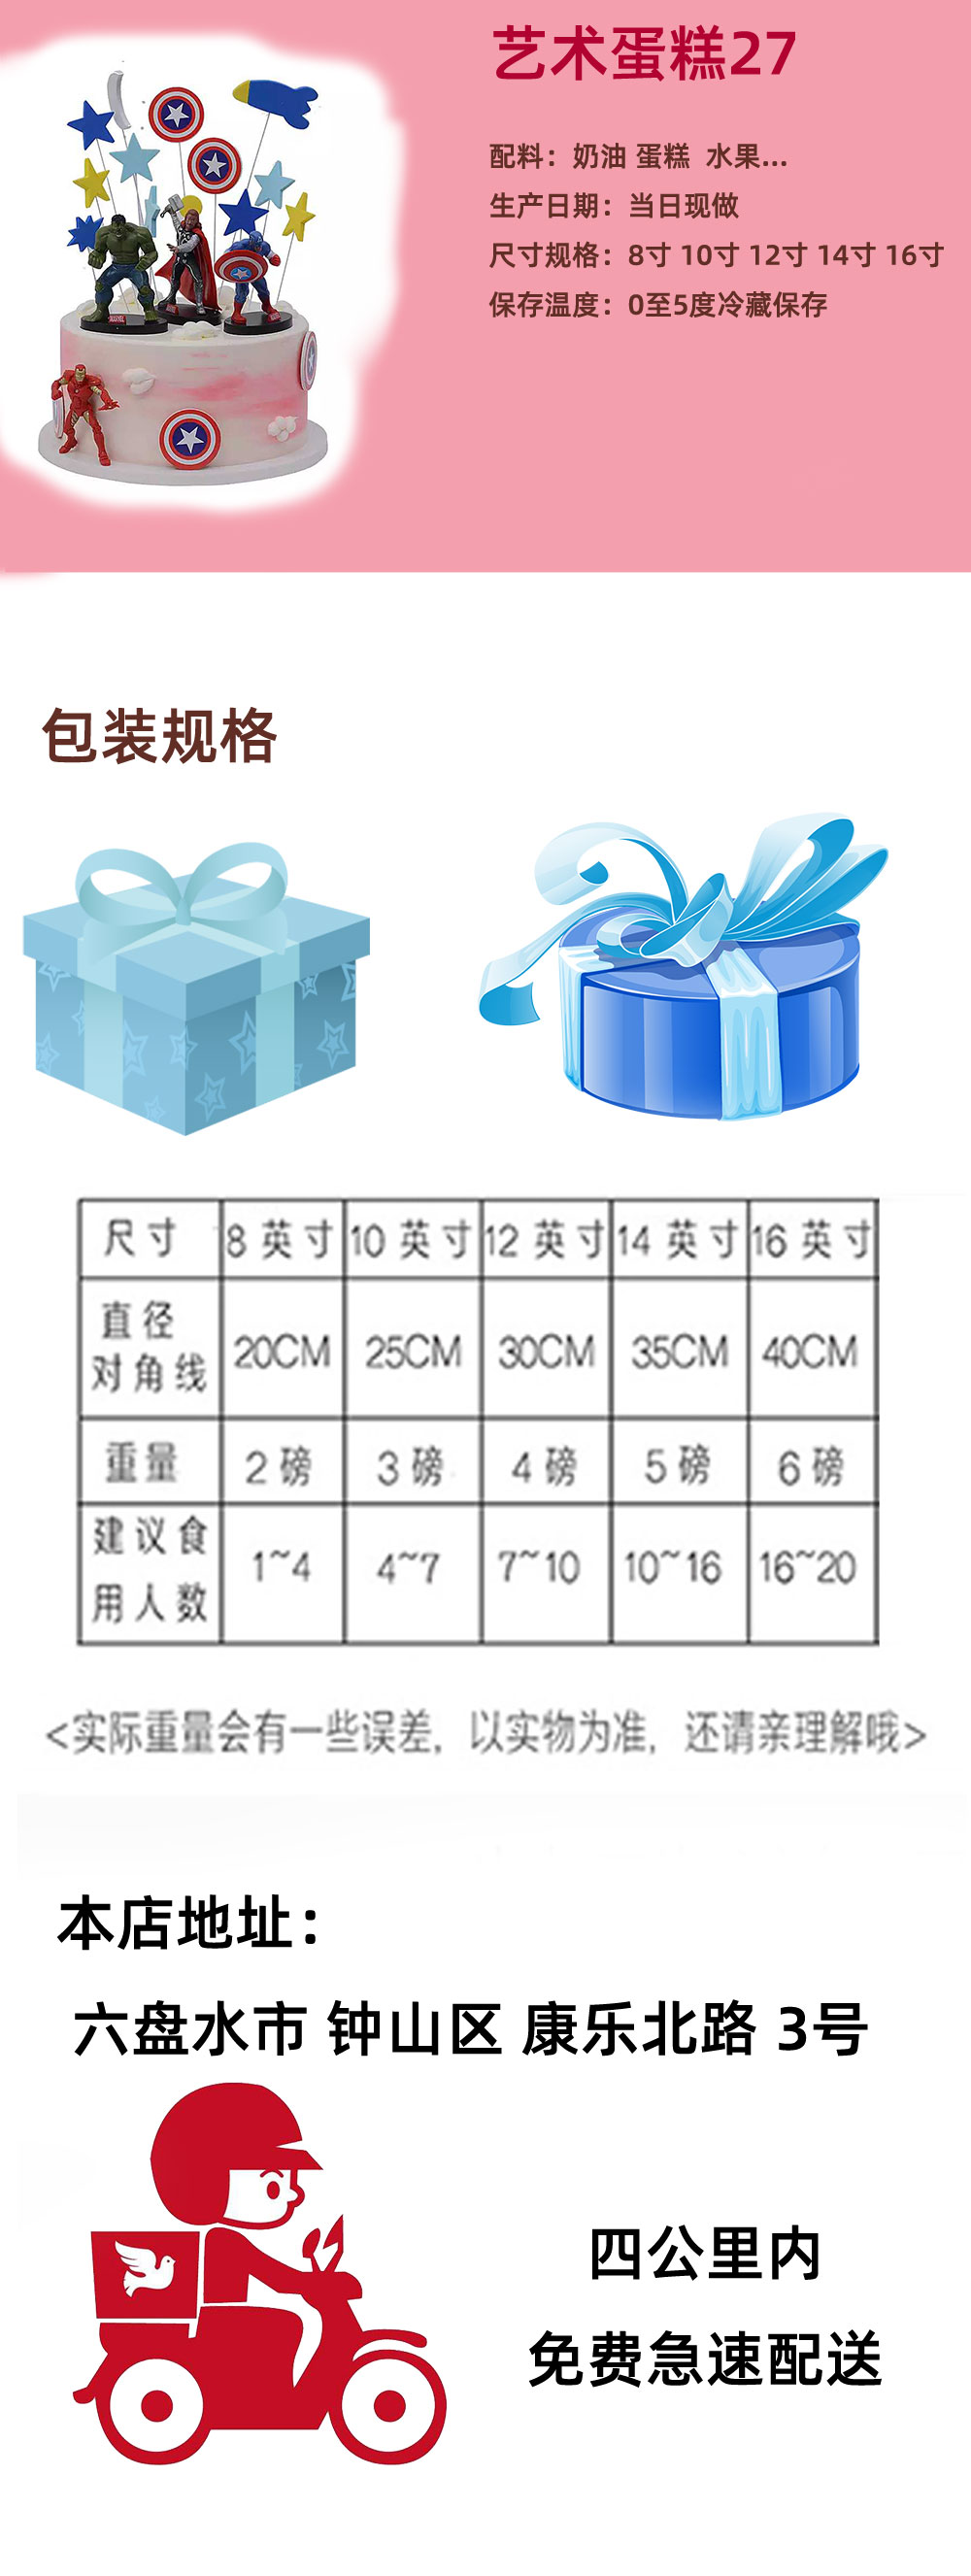 艺术蛋糕27
配料：奶油 蛋糕 水果...
生产日期：当日现做
尺寸规格：8寸 10寸 12寸 14寸 16寸
保存温度：0至5度冷藏保存
包装规格
尺寸 8英寸 10英寸 12英寸 14英寸 16英寸
直径
对角线 20CM 25CM 30CM 35CM 40CM
重量 2磅 3磅 4磅 5磅 6磅
建议食
用人数 1~4 4~7 7~10 10~16 16~20
<实际重量会有一些误差，以实物为准，还请亲理解哦>
本店地址：
六盘水市 钟山区 康乐北路 3号
四公里内
免费急速配送